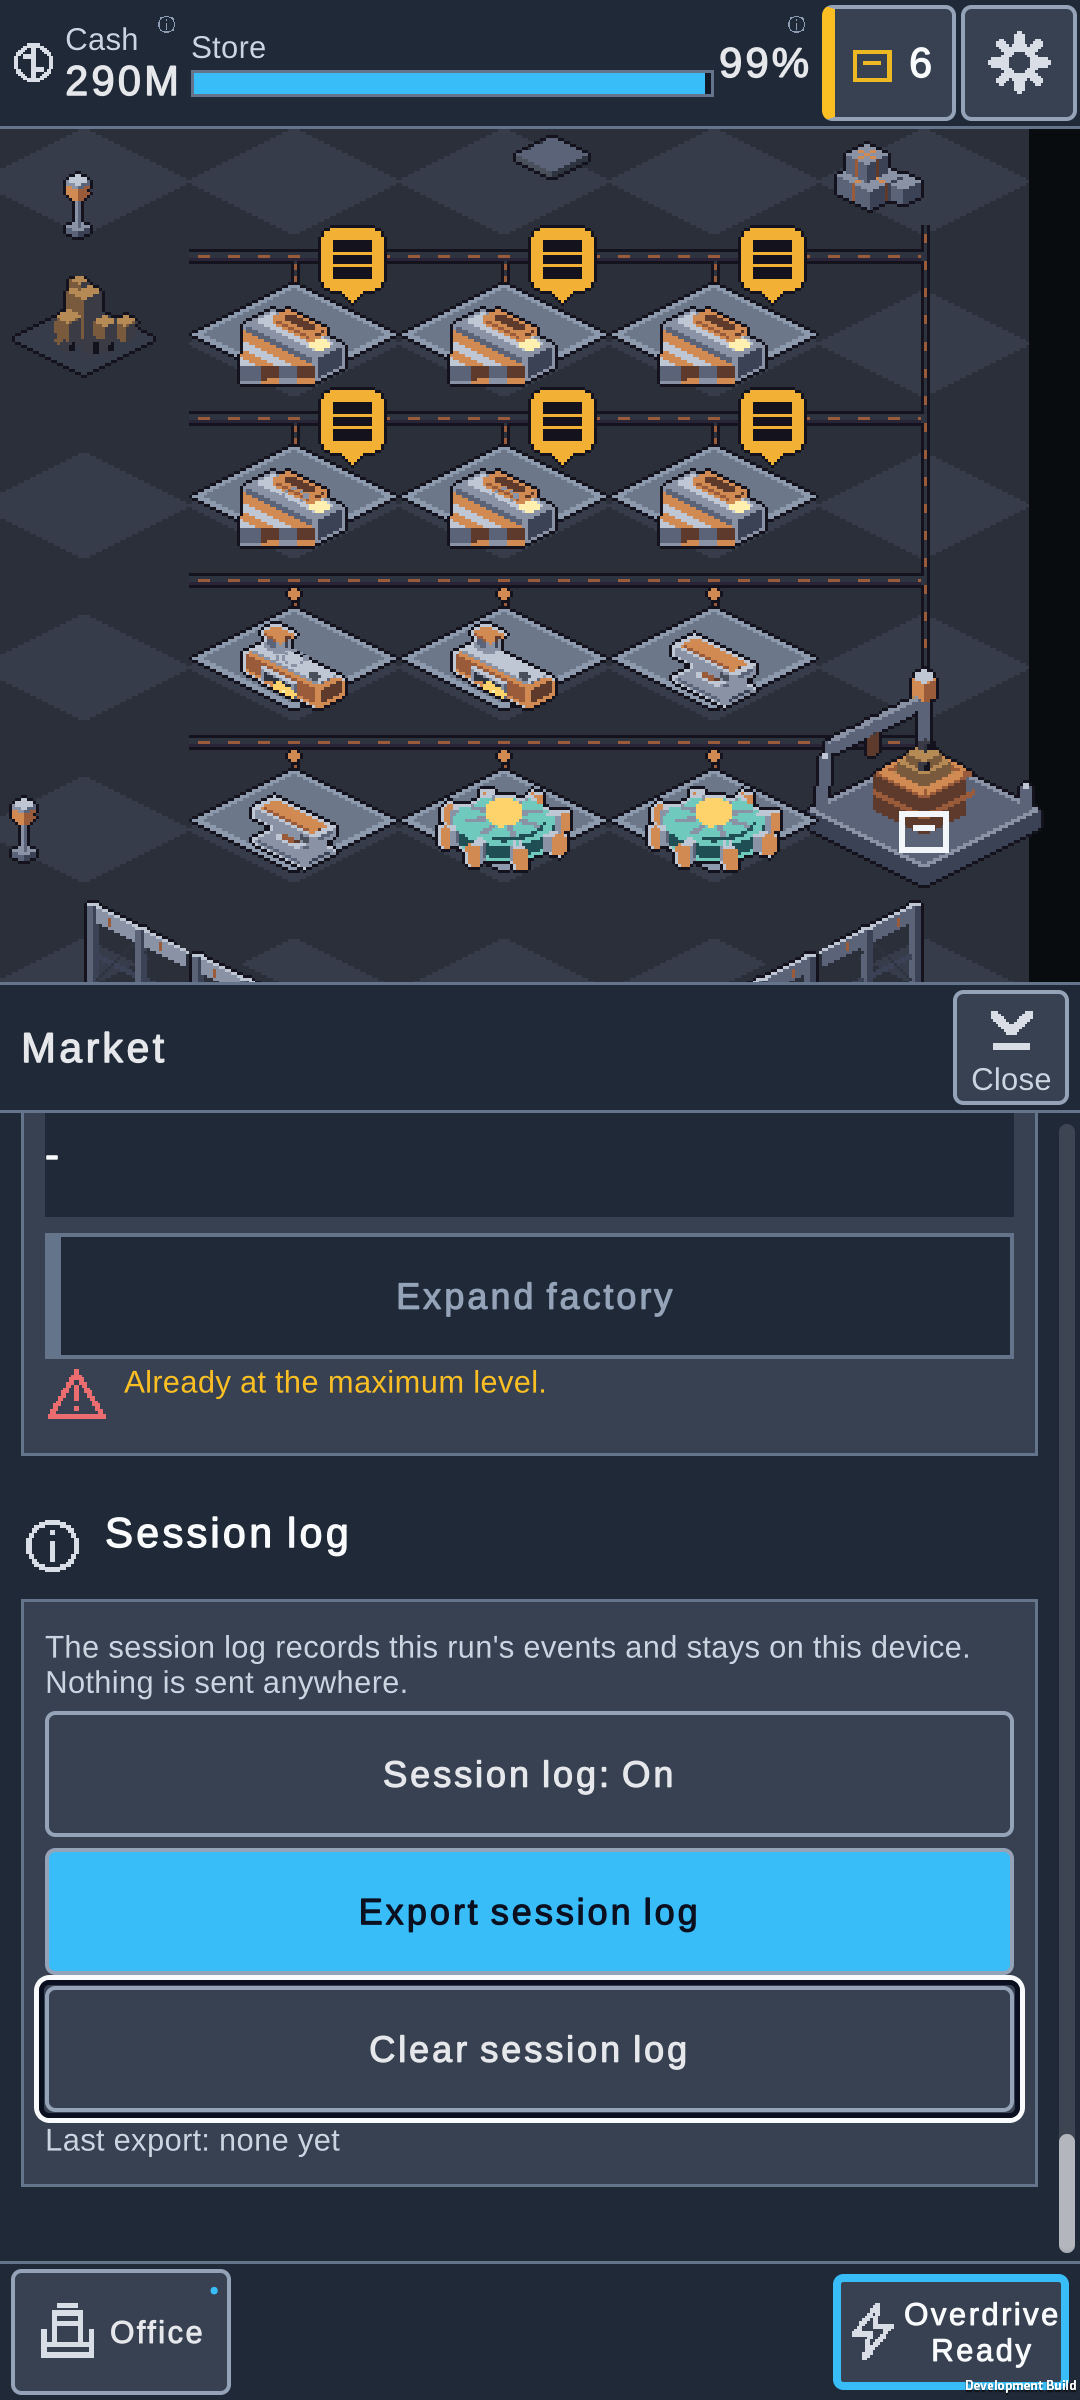 Cash
290M
Store
99%
6
Market
Close
-
Expand factory
Already at the maximum level.
Session log
The session log records this run's events and stays on this device.
Nothing is sent anywhere.
Session log: On
Export session log
Clear session log
Last export: none yet
Office
Overdrive
Ready
Development Build